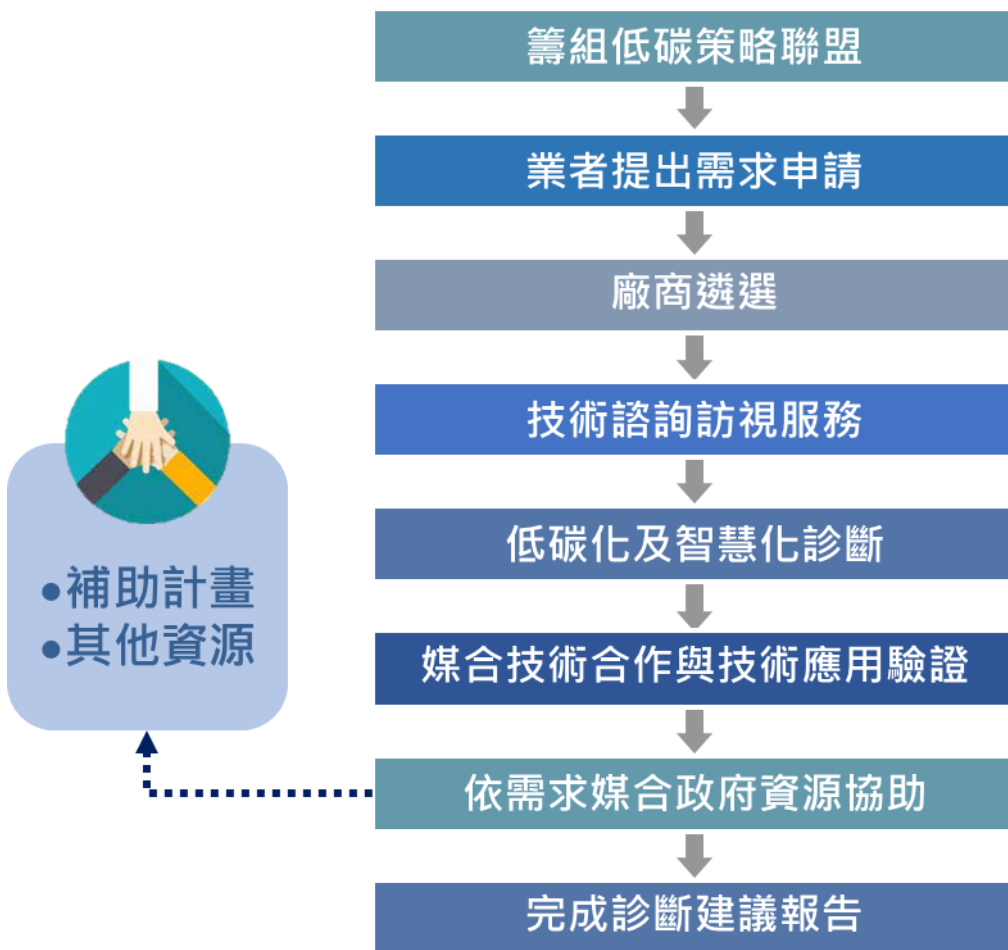 籌組低碳策略聯盟
業者提出需求申請
廠商遴選
技術諮詢訪視服務
低碳化及智慧化診斷
媒合技術合作與技術應用驗證
依需求媒合政府資源協助
完成診斷建議報告
●補助計畫
●其他資源